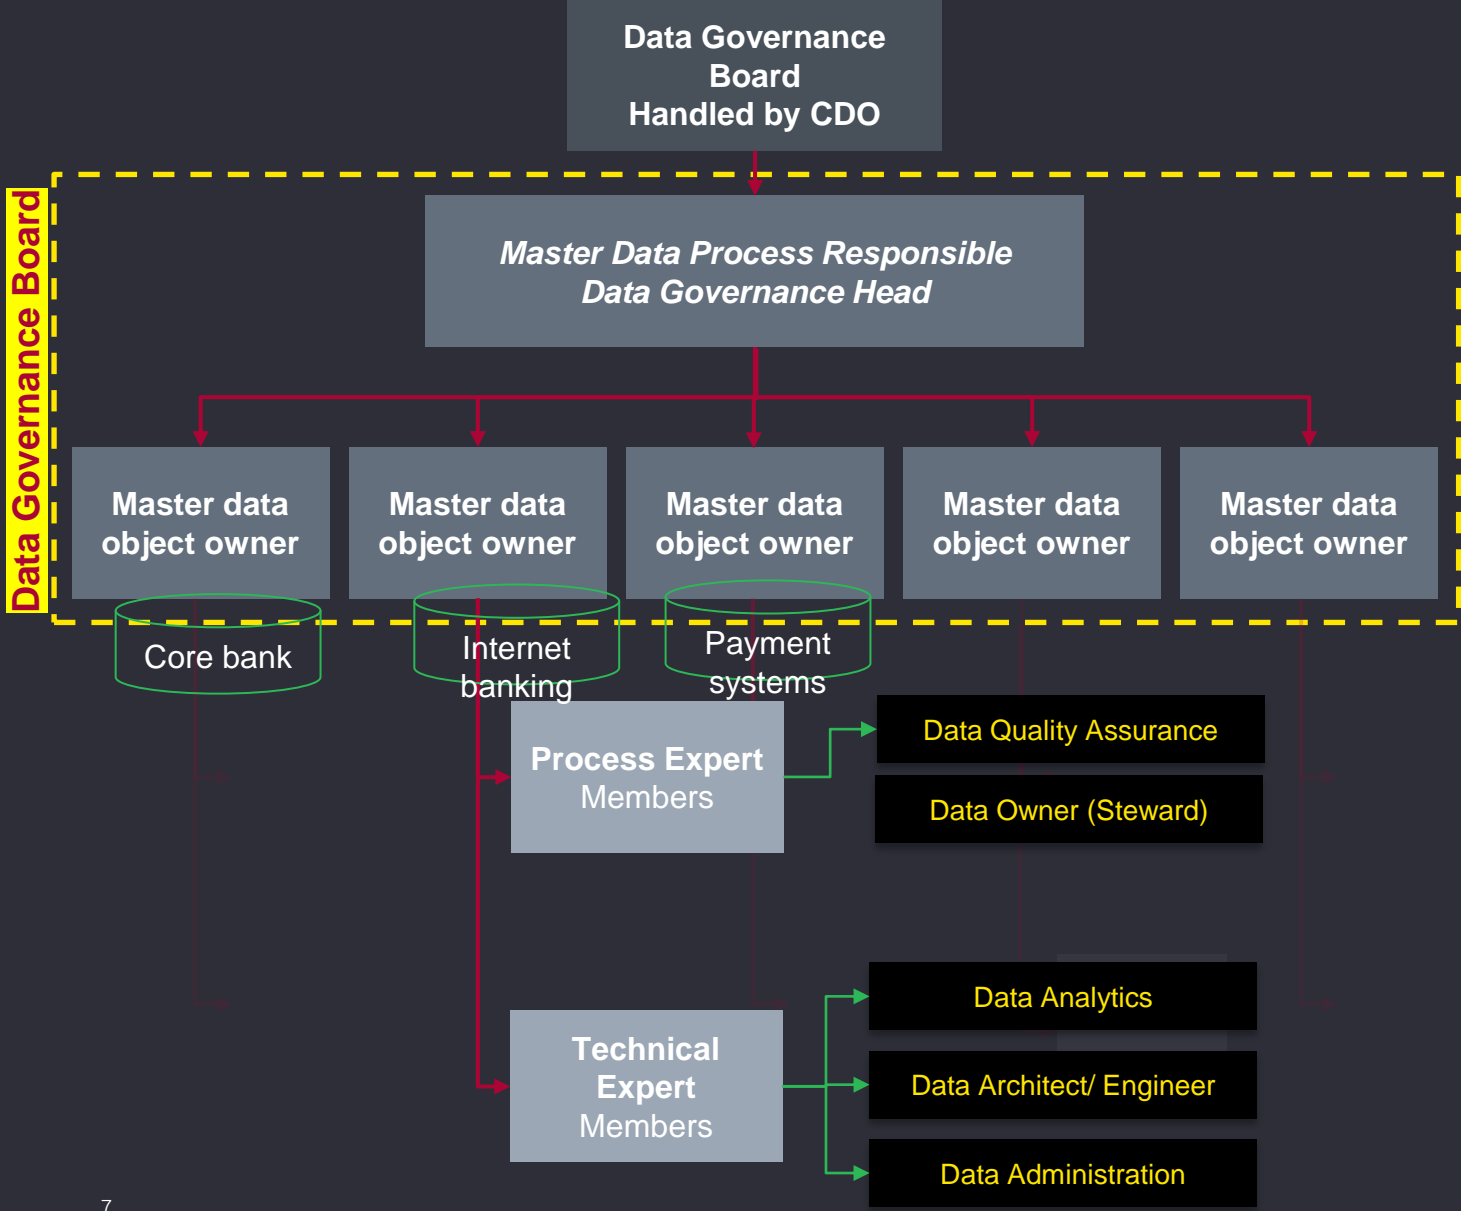 Data Governance
Board
Handled by CDO
Data Governance Board
Master Data Process Responsible
Data Governance Head
Master data
object owner
Master data
object owner
Master data
object owner
Master data
object owner
Master data
object owner
Core bank
Internet
banking
Payment
systems
Process Expert
Members
Data Quality Assurance
Data Owner (Steward)
Technical
Expert
Members
Data Analytics
Data Architect/ Engineer
Data Administration
7